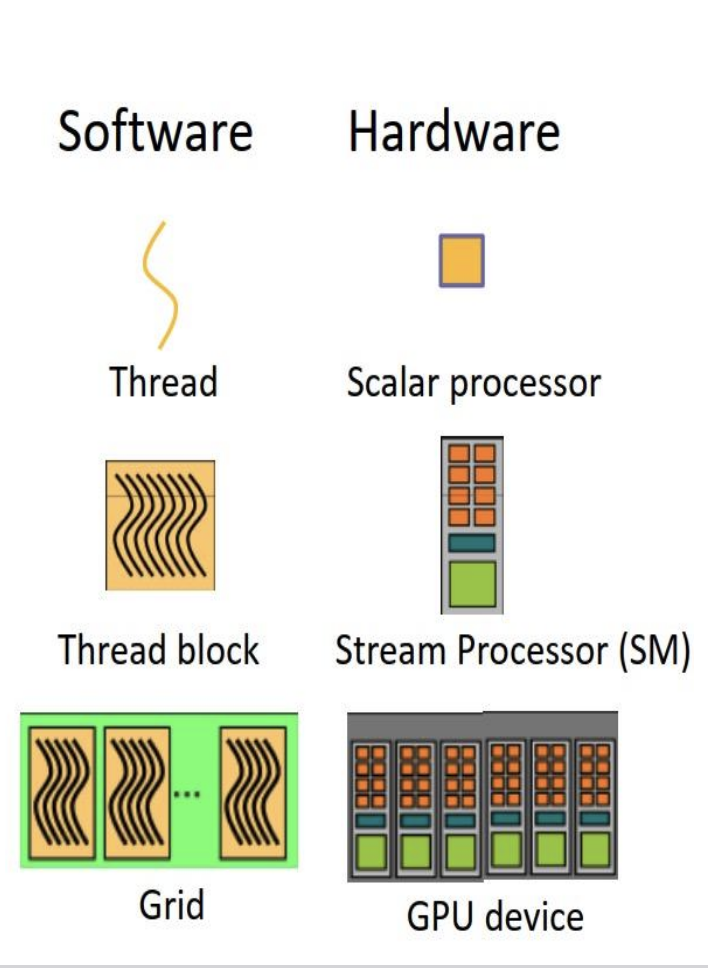 Software Hardware
Thread Scalar processor
Thread block Stream Processor (SM)
...
Grid GPU device